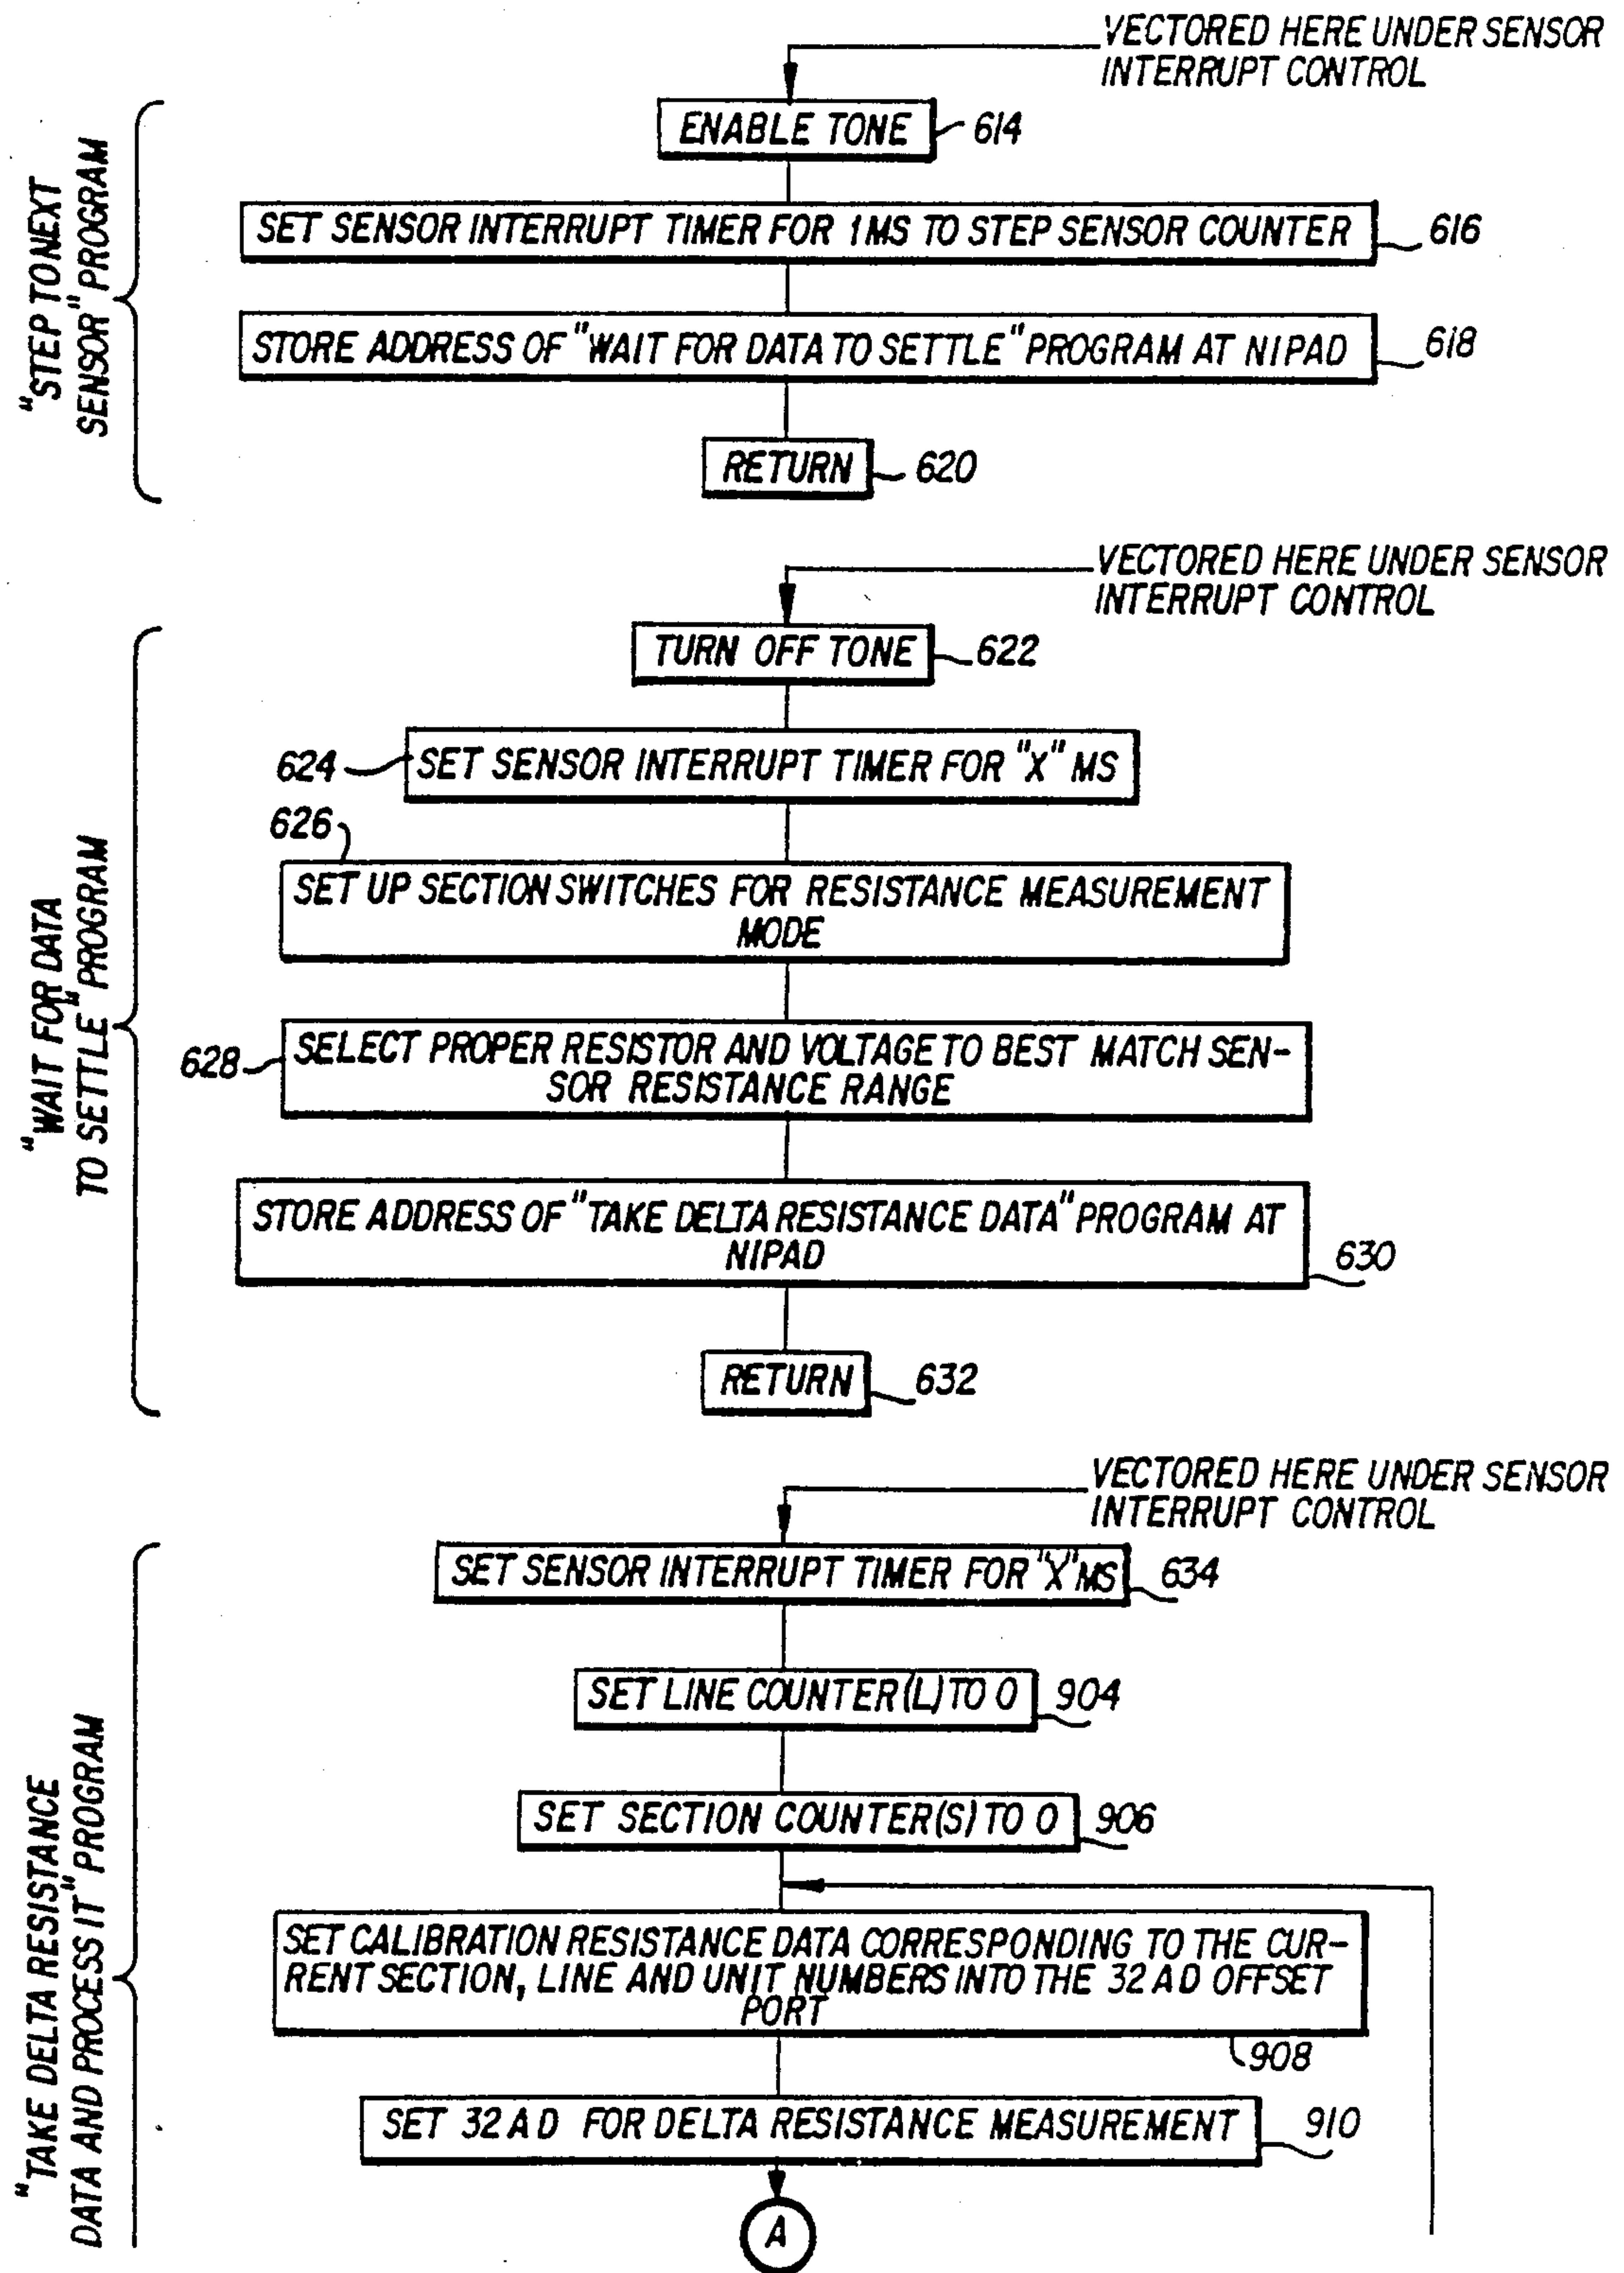 VECTORED HERE UNDER SENSOR
INTERRUPT CONTROL
ENABLE TONE
614
SET SENSOR INTERRUPT TIMER FOR 1MS TO STEP SENSOR COUNTER
616
STORE ADDRESS OF "WAIT FOR DATA TO SETTLE" PROGRAM AT NIPAD
618
RETURN
620
"STEP TO NEXT
SENSOR" PROGRAM
VECTORED HERE UNDER SENSOR
INTERRUPT CONTROL
TURN OFF TONE
622
624
SET SENSOR INTERRUPT TIMER FOR "X" MS
626
SET UP SECTION SWITCHES FOR RESISTANCE MEASUREMENT
MODE
628
SELECT PROPER RESISTOR AND VOLTAGE TO BEST MATCH SEN-
SOR RESISTANCE RANGE
STORE ADDRESS OF "TAKE DELTA RESISTANCE DATA" PROGRAM AT
NIPAD
630
RETURN
632
"WAIT FOR DATA
TO SETTLE" PROGRAM
VECTORED HERE UNDER SENSOR
INTERRUPT CONTROL
SET SENSOR INTERRUPT TIMER FOR "X" MS
634
SET LINE COUNTER (L) TO 0
904
SET SECTION COUNTER (S) TO 0
906
SET CALIBRATION RESISTANCE DATA CORRESPONDING TO THE CUR-
RENT SECTION, LINE AND UNIT NUMBERS INTO THE 32 AD OFFSET
PORT
908
SET 32 AD FOR DELTA RESISTANCE MEASUREMENT
910
A
"TAKE DELTA RESISTANCE
DATA AND PROCESS IT" PROGRAM